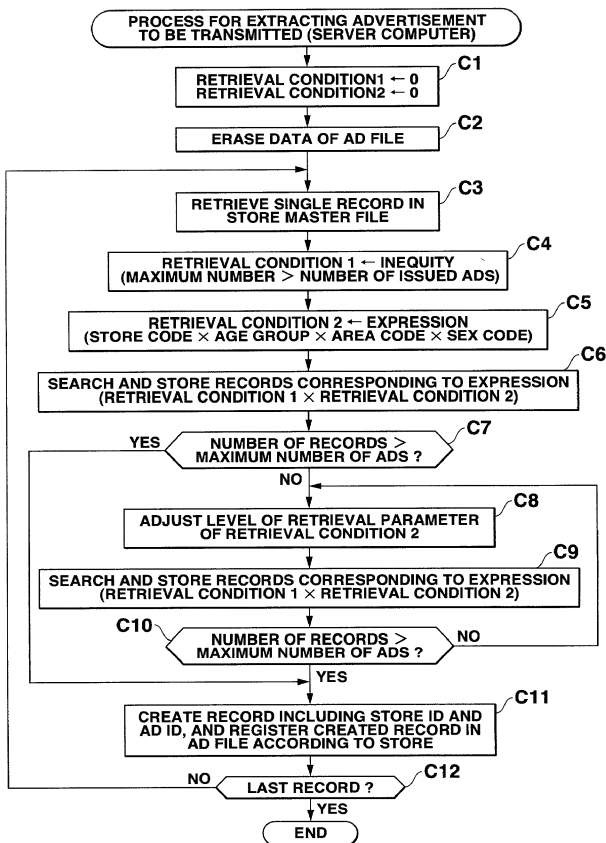 PROCESS FOR EXTRACTING ADVERTISEMENT
TO BE TRANSMITTED (SERVER COMPUTER)
C1
RETRIEVAL CONDITION1 ← 0
RETRIEVAL CONDITION2 ← 0
C2
ERASE DATA OF AD FILE
C3
RETRIEVE SINGLE RECORD IN
STORE MASTER FILE
C4
RETRIEVAL CONDITION 1 ← INEQUITY
(MAXIMUM NUMBER > NUMBER OF ISSUED ADS)
C5
RETRIEVAL CONDITION 2 ← EXPRESSION
(STORE CODE × AGE GROUP × AREA CODE × SEX CODE)
C6
SEARCH AND STORE RECORDS CORRESPONDING TO EXPRESSION
(RETRIEVAL CONDITION 1 × RETRIEVAL CONDITION 2)
C7
YES
NUMBER OF RECORDS >
MAXIMUM NUMBER OF ADS ?
NO
C8
ADJUST LEVEL OF RETRIEVAL PARAMETER
OF RETRIEVAL CONDITION 2
C9
SEARCH AND STORE RECORDS CORRESPONDING TO EXPRESSION
(RETRIEVAL CONDITION 1 × RETRIEVAL CONDITION 2)
C10
NUMBER OF RECORDS >
MAXIMUM NUMBER OF ADS ?
NO
YES
C11
CREATE RECORD INCLUDING STORE ID AND
AD ID, AND REGISTER CREATED RECORD IN
AD FILE ACCORDING TO STORE
C12
NO
LAST RECORD ?
YES
END